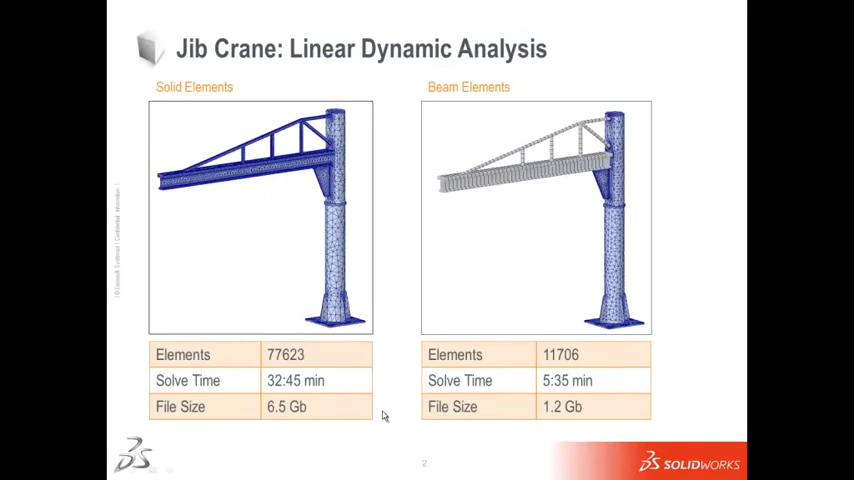 Jib Crane: Linear Dynamic Analysis
Solid Elements
Elements 77623
Solve Time 32:45 min
File Size 6.5 Gb
Beam Elements
Elements 11706
Solve Time 5:35 min
File Size 1.2 Gb
2
SOLIDWORKS